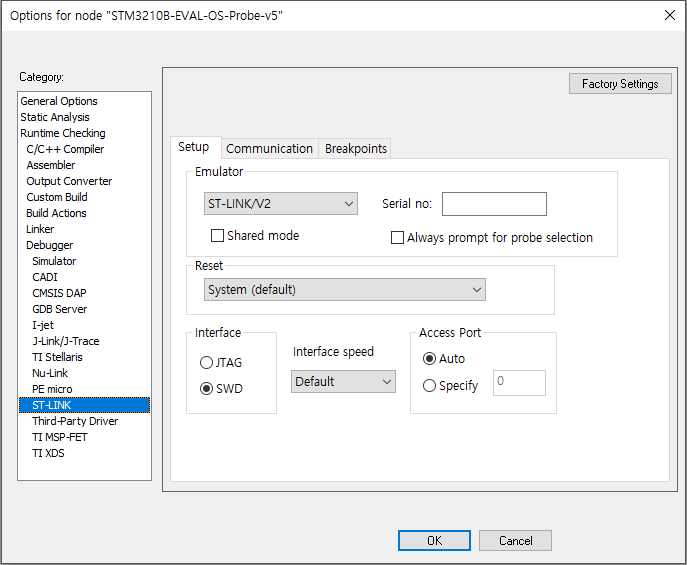 Options for node "STM3210B-EVAL-OS-Probe-v5"
Category:
Factory Settings
General Options
Static Analysis
Runtime Checking
C/C++ Compiler
Assembler
Output Converter
Custom Build
Build Actions
Linker
Debugger
Simulator
CADI
CMSIS DAP
GDB Server
I-jet
J-Link/J-Trace
TI Stellaris
Nu-Link
PE micro
ST-LINK
Third-Party Driver
TI MSP-FET
TI XDS
Setup Communication Breakpoints
Emulator
ST-LINK/V2 Serial no:
Shared mode Always prompt for probe selection
Reset
System (default)
Interface
JTAG
SWD
Interface speed
Default
Access Port
Auto
Specify 0
OK Cancel